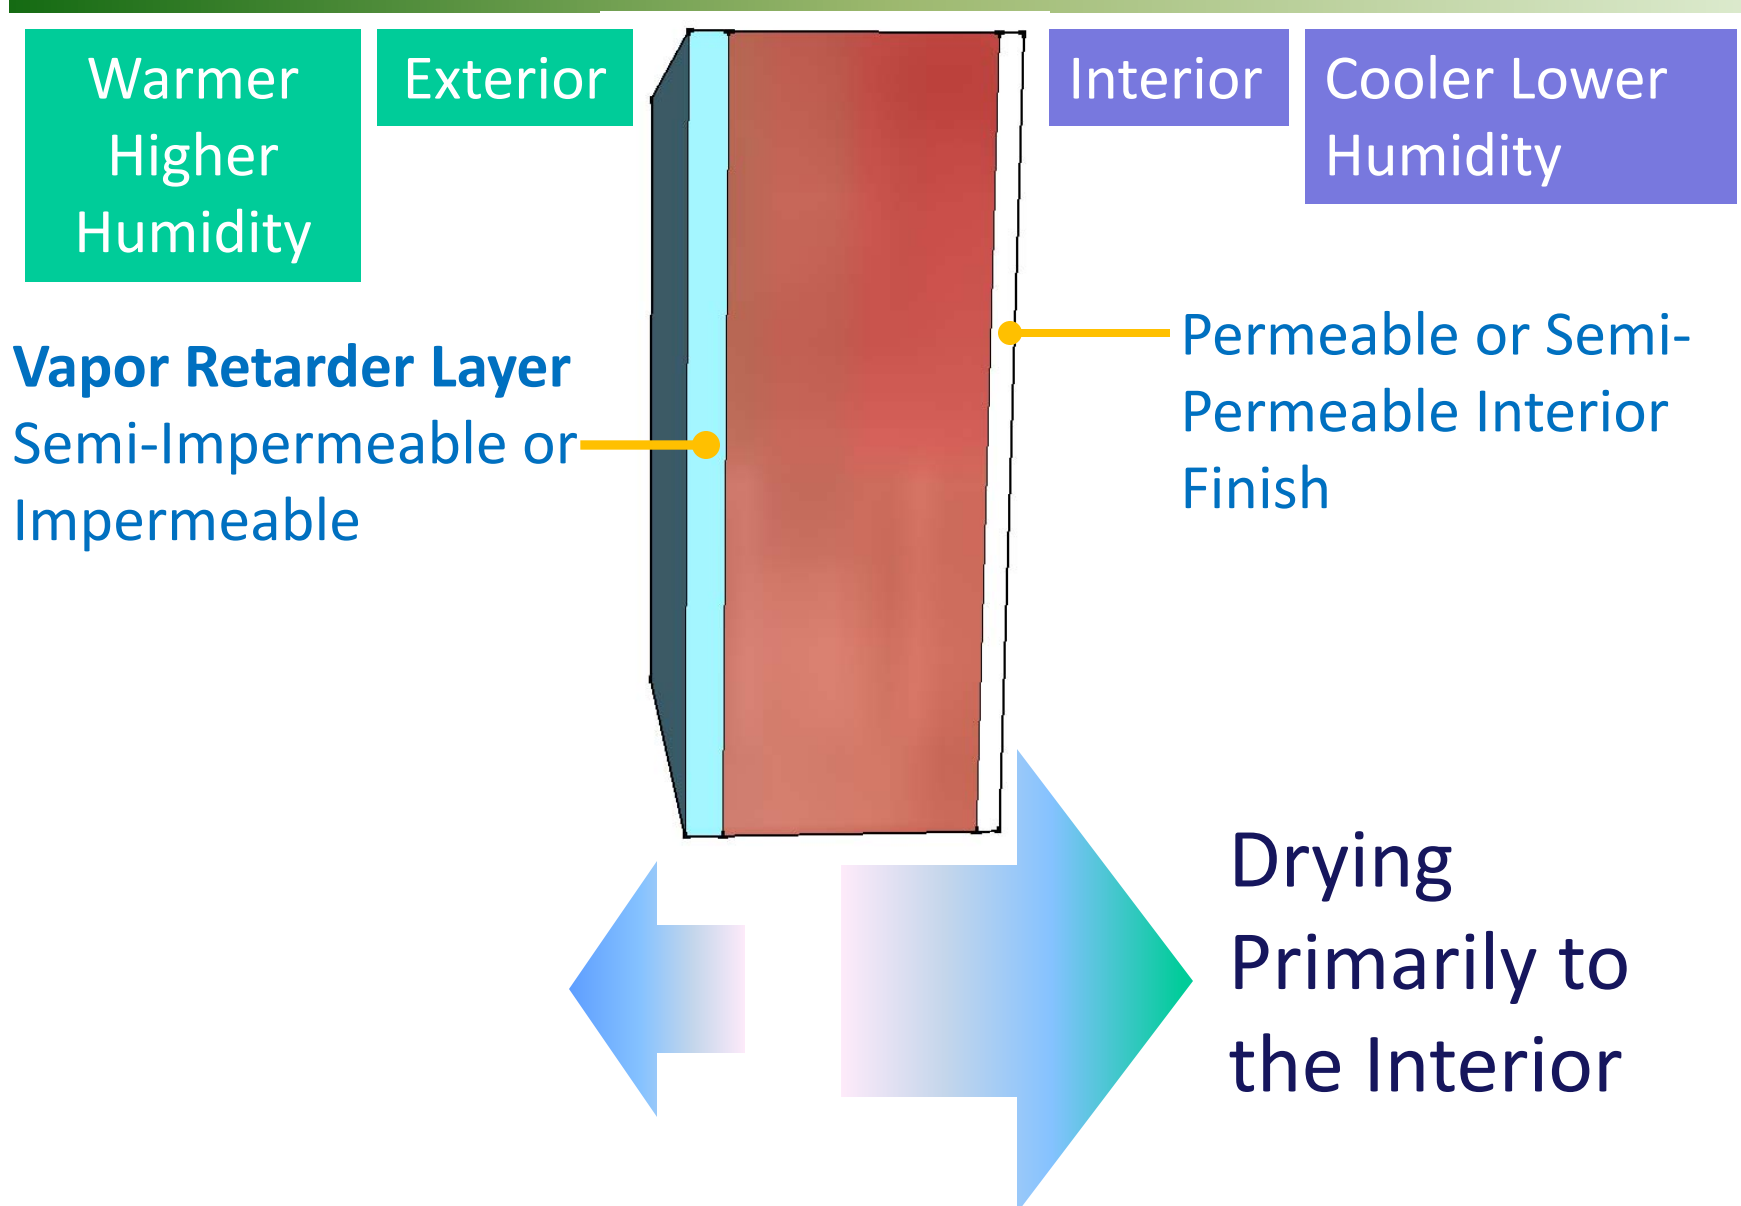 Warmer
Higher
Humidity
Exterior
Interior
Cooler Lower
Humidity
Vapor Retarder Layer
Semi-Impermeable or
Impermeable
Permeable or Semi-
Permeable Interior
Finish
Drying
Primarily to
the Interior